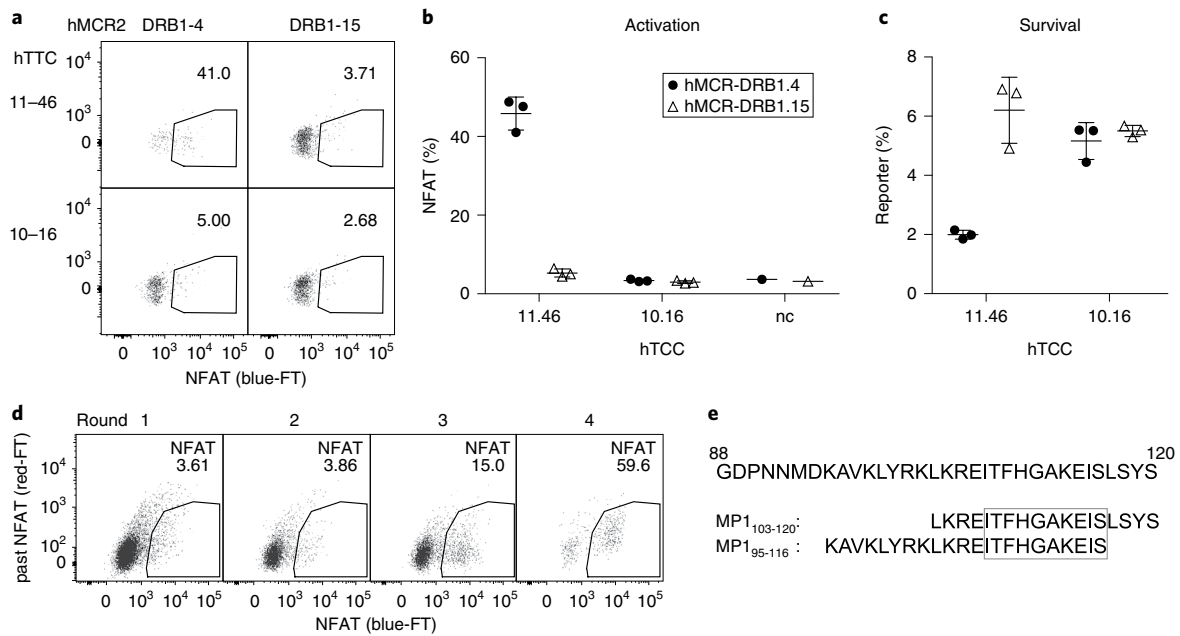 a
hMCR2 DRB1-4 DRB1-15
hTTC
11–46
10–16
10⁴
10³
0
41.0
3.71
10⁴
10³
0
5.00
2.68
0 10³ 10⁴ 10⁵ 0 10³ 10⁴ 10⁵
NFAT (blue-FT)
b
Activation
NFAT (%)
60
40
20
0
hMCR-DRB1.4
hMCR-DRB1.15
11.46 10.16 nc
hTCC
c
Survival
Reporter (%)
8
6
4
2
0
11.46 10.16
hTCC
d
Round 1 2 3 4
past NFAT (red-FT)
10⁴
10³
10²
0
NFAT
3.61
NFAT
3.86
NFAT
15.0
NFAT
59.6
0 10³ 10⁴ 10⁵ 0 10³ 10⁴ 10⁵ 0 10³ 10⁴ 10⁵ 0 10³ 10⁴ 10⁵
NFAT (blue-FT)
e
88 120
GDPNNMDKAVKLYRKLKREITFHGAKEISLSYS
MP1₁₀₃₋₁₂₀: LKREITFHGAKEISLSYS
MP1₉₅₋₁₁₆ : KAVKLYRKLKREITFHGAKEIS